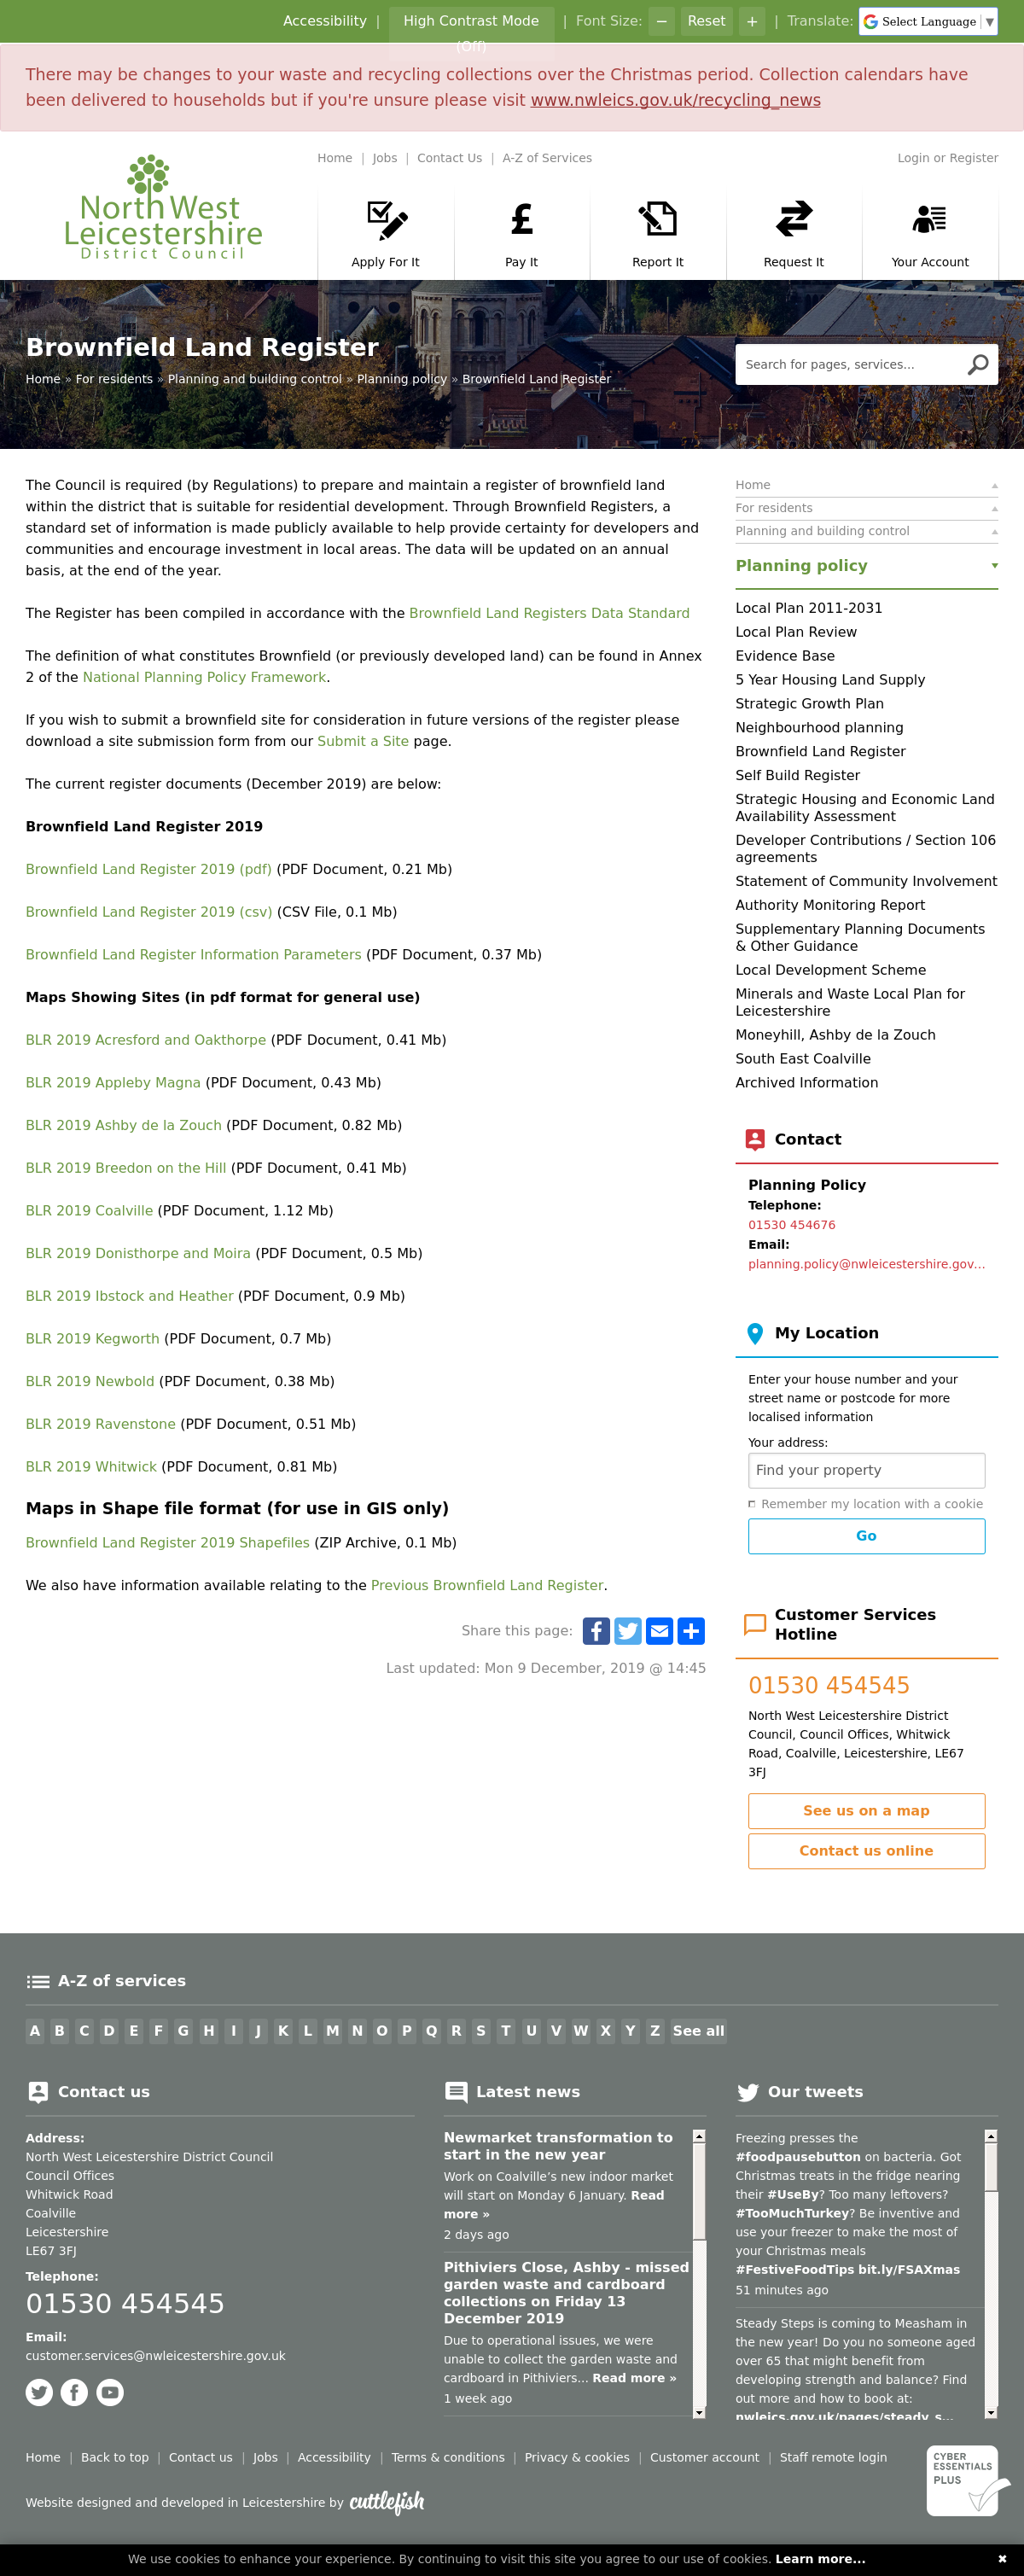 Accessibility | High Contrast Mode (Off) | Font Size: − Reset + | Translate: Select Language ▼
There may be changes to your waste and recycling collections over the Christmas period. Collection calendars have
been delivered to households but if you're unsure please visit www.nwleics.gov.uk/recycling_news
North West
Leicestershire
District Council
Home | Jobs | Contact Us | A-Z of Services
Login or Register
Apply For It
Pay It
Report It
Request It
Your Account
Brownfield Land Register
Home » For residents » Planning and building control » Planning policy » Brownfield Land Register
Search for pages, services...
The Council is required (by Regulations) to prepare and maintain a register of brownfield land
within the district that is suitable for residential development. Through Brownfield Registers, a
standard set of information is made publicly available to help provide certainty for developers and
communities and encourage investment in local areas. The data will be updated on an annual
basis, at the end of the year.
The Register has been compiled in accordance with the Brownfield Land Registers Data Standard
The definition of what constitutes Brownfield (or previously developed land) can be found in Annex
2 of the National Planning Policy Framework.
If you wish to submit a brownfield site for consideration in future versions of the register please
download a site submission form from our Submit a Site page.
The current register documents (December 2019) are below:
Brownfield Land Register 2019
Brownfield Land Register 2019 (pdf) (PDF Document, 0.21 Mb)
Brownfield Land Register 2019 (csv) (CSV File, 0.1 Mb)
Brownfield Land Register Information Parameters (PDF Document, 0.37 Mb)
Maps Showing Sites (in pdf format for general use)
BLR 2019 Acresford and Oakthorpe (PDF Document, 0.41 Mb)
BLR 2019 Appleby Magna (PDF Document, 0.43 Mb)
BLR 2019 Ashby de la Zouch (PDF Document, 0.82 Mb)
BLR 2019 Breedon on the Hill (PDF Document, 0.41 Mb)
BLR 2019 Coalville (PDF Document, 1.12 Mb)
BLR 2019 Donisthorpe and Moira (PDF Document, 0.5 Mb)
BLR 2019 Ibstock and Heather (PDF Document, 0.9 Mb)
BLR 2019 Kegworth (PDF Document, 0.7 Mb)
BLR 2019 Newbold (PDF Document, 0.38 Mb)
BLR 2019 Ravenstone (PDF Document, 0.51 Mb)
BLR 2019 Whitwick (PDF Document, 0.81 Mb)
Maps in Shape file format (for use in GIS only)
Brownfield Land Register 2019 Shapefiles (ZIP Archive, 0.1 Mb)
We also have information available relating to the Previous Brownfield Land Register.
Share this page:
Last updated: Mon 9 December, 2019 @ 14:45
Home
For residents
Planning and building control
Planning policy
Local Plan 2011-2031
Local Plan Review
Evidence Base
5 Year Housing Land Supply
Strategic Growth Plan
Neighbourhood planning
Brownfield Land Register
Self Build Register
Strategic Housing and Economic Land
Availability Assessment
Developer Contributions / Section 106
agreements
Statement of Community Involvement
Authority Monitoring Report
Supplementary Planning Documents
& Other Guidance
Local Development Scheme
Minerals and Waste Local Plan for
Leicestershire
Moneyhill, Ashby de la Zouch
South East Coalville
Archived Information
Contact
Planning Policy
Telephone:
01530 454676
Email:
planning.policy@nwleicestershire.gov...
My Location
Enter your house number and your
street name or postcode for more
localised information
Your address:
Find your property
Remember my location with a cookie
Go
Customer Services
Hotline
01530 454545
North West Leicestershire District
Council, Council Offices, Whitwick
Road, Coalville, Leicestershire, LE67
3FJ
See us on a map
Contact us online
A-Z of services
A B C D E F G H I J K L M N O P Q R S T U V W X Y Z See all
Contact us
Address:
North West Leicestershire District Council
Council Offices
Whitwick Road
Coalville
Leicestershire
LE67 3FJ
Telephone:
01530 454545
Email:
customer.services@nwleicestershire.gov.uk
Latest news
Newmarket transformation to
start in the new year
Work on Coalville’s new indoor market
will start on Monday 6 January. Read
more »
2 days ago
Pithiviers Close, Ashby - missed
garden waste and cardboard
collections on Friday 13
December 2019
Due to operational issues, we were
unable to collect the garden waste and
cardboard in Pithiviers... Read more »
1 week ago
Our tweets
Freezing presses the
#foodpausebutton on bacteria. Got
Christmas treats in the fridge nearing
their #UseBy? Too many leftovers?
#TooMuchTurkey? Be inventive and
use your freezer to make the most of
your Christmas meals
#FestiveFoodTips bit.ly/FSAXmas
51 minutes ago
Steady Steps is coming to Measham in
the new year! Do you no someone aged
over 65 that might benefit from
developing strength and balance? Find
out more and how to book at:
nwleics.gov.uk/pages/steady_s...
Home | Back to top | Contact us | Jobs | Accessibility | Terms & conditions | Privacy & cookies | Customer account | Staff remote login
Website designed and developed in Leicestershire by cuttlefish
CYBER
ESSENTIALS
PLUS
We use cookies to enhance your experience. By continuing to visit this site you agree to our use of cookies. Learn more... ✖